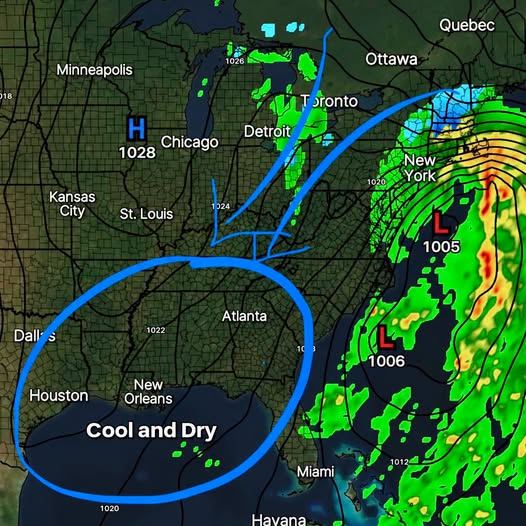 Quebec
Ottawa
1026
Minneapolis
018
Toronto
H
1028
Chicago
Detroit
New
York
1020
Kansas
City
St. Louis
1024
L
1005
Atlanta
1022
Dallas
L
1006
Houston
New
Orleans
Cool and Dry
Miami
1012
1020
Havana